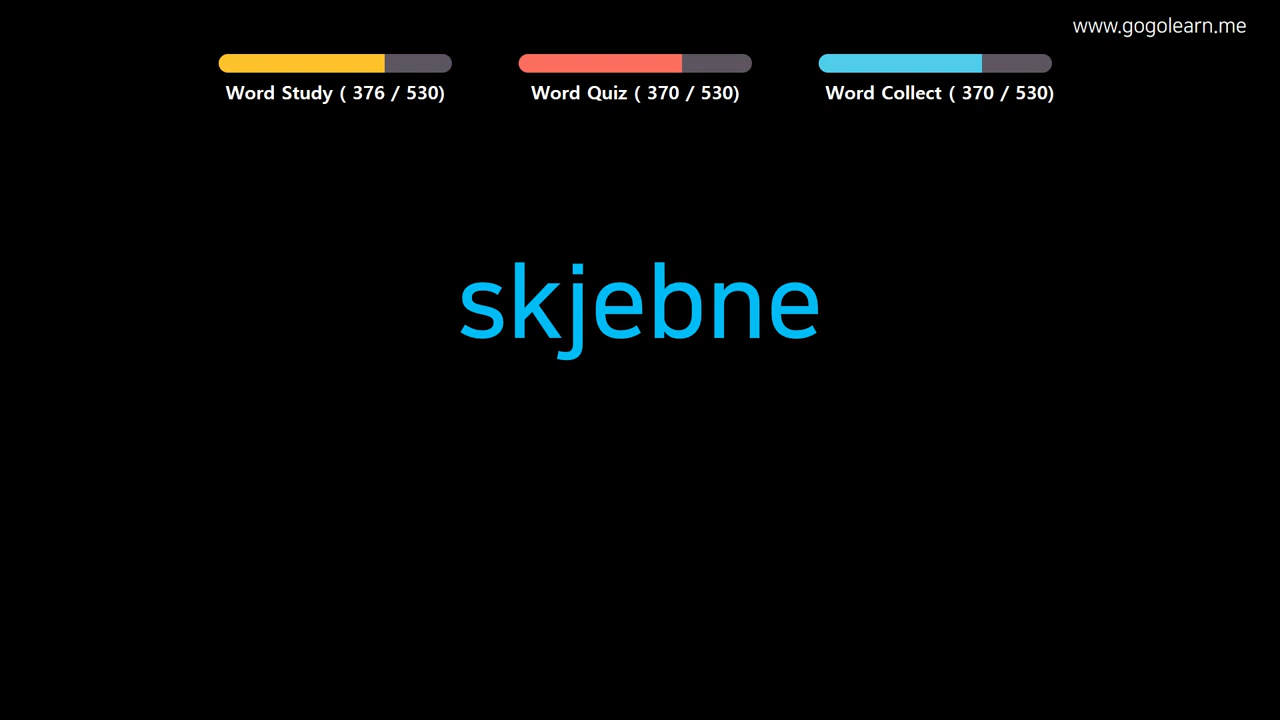 www.gogolearn.me
Word Study ( 376 / 530)
Word Quiz ( 370 / 530)
Word Collect ( 370 / 530)
skjebne